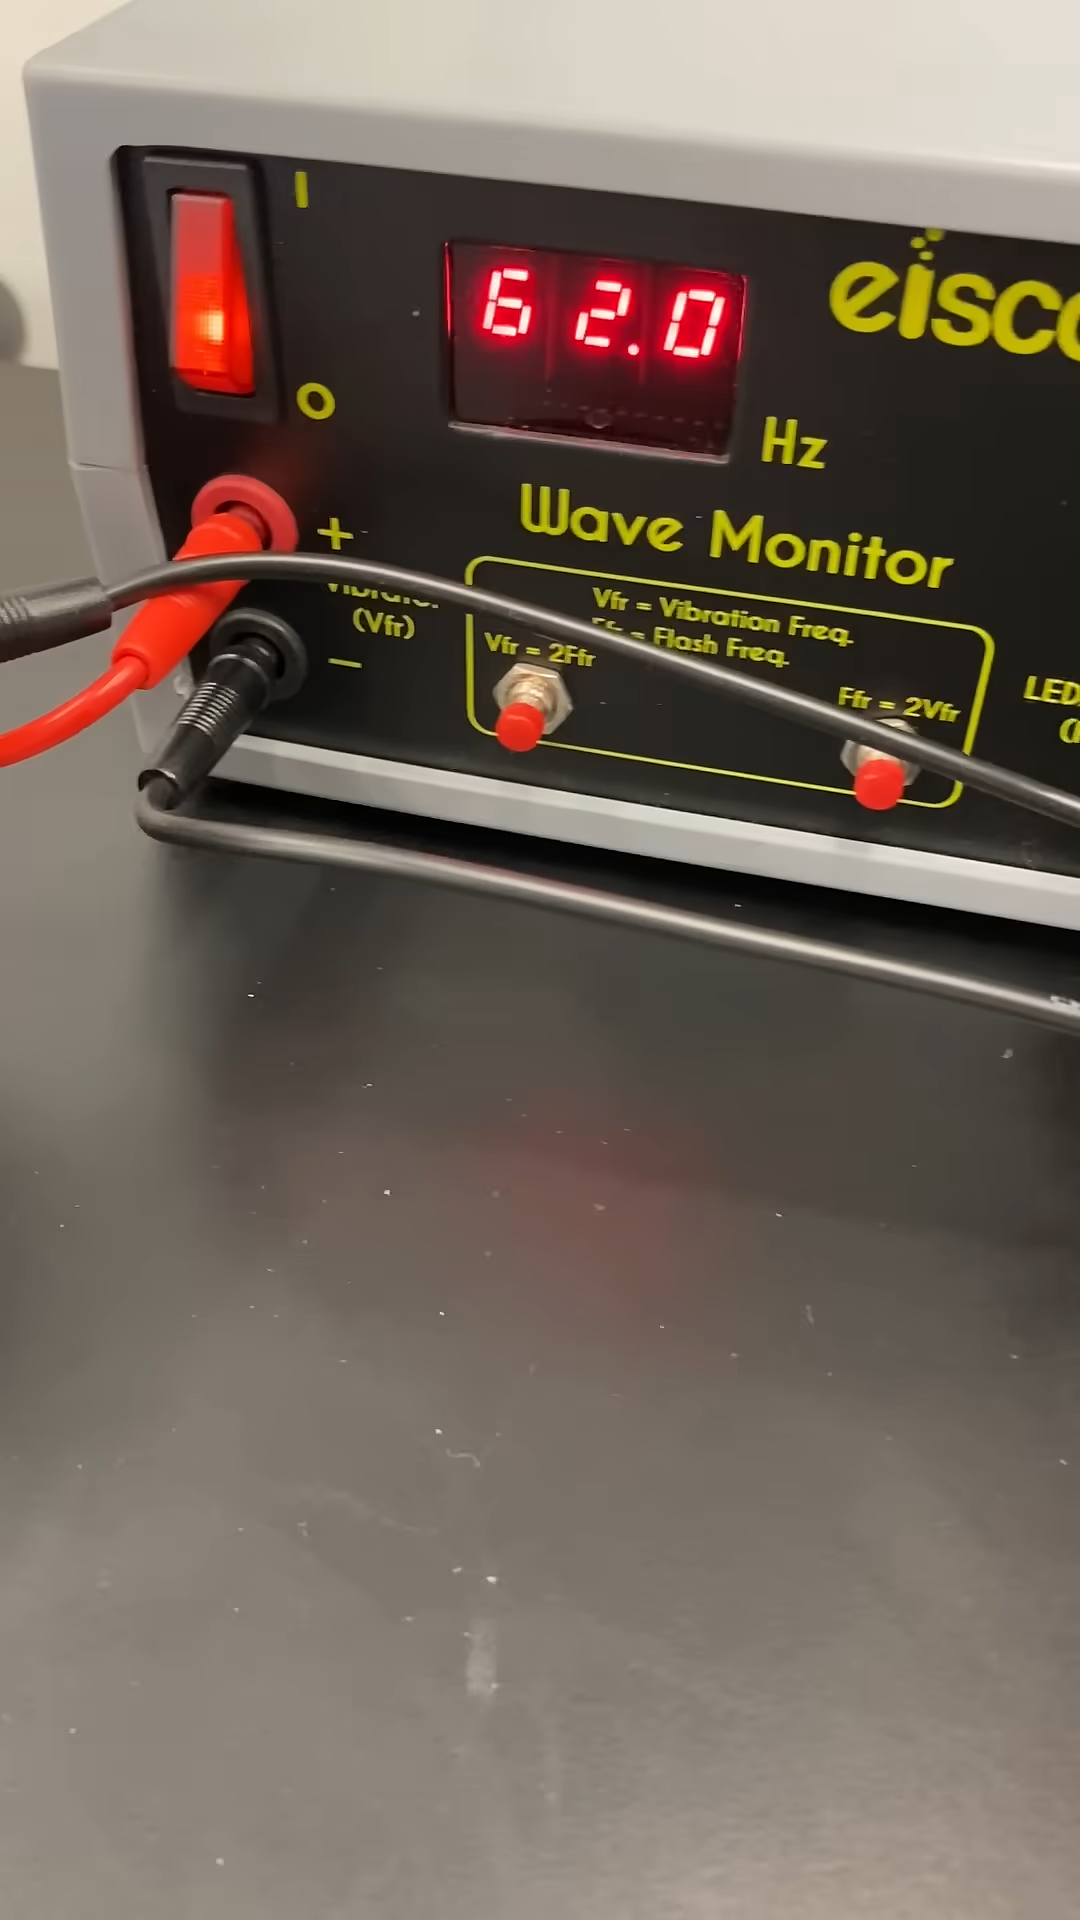 I
62.0
eisco
O
Hz
+
Wave Monitor
(Vfr)
Vfr = Vibration Freq.
= Flash Freq.
Vfr = 2Ffr
—
Ffr = 2Vfr
LED